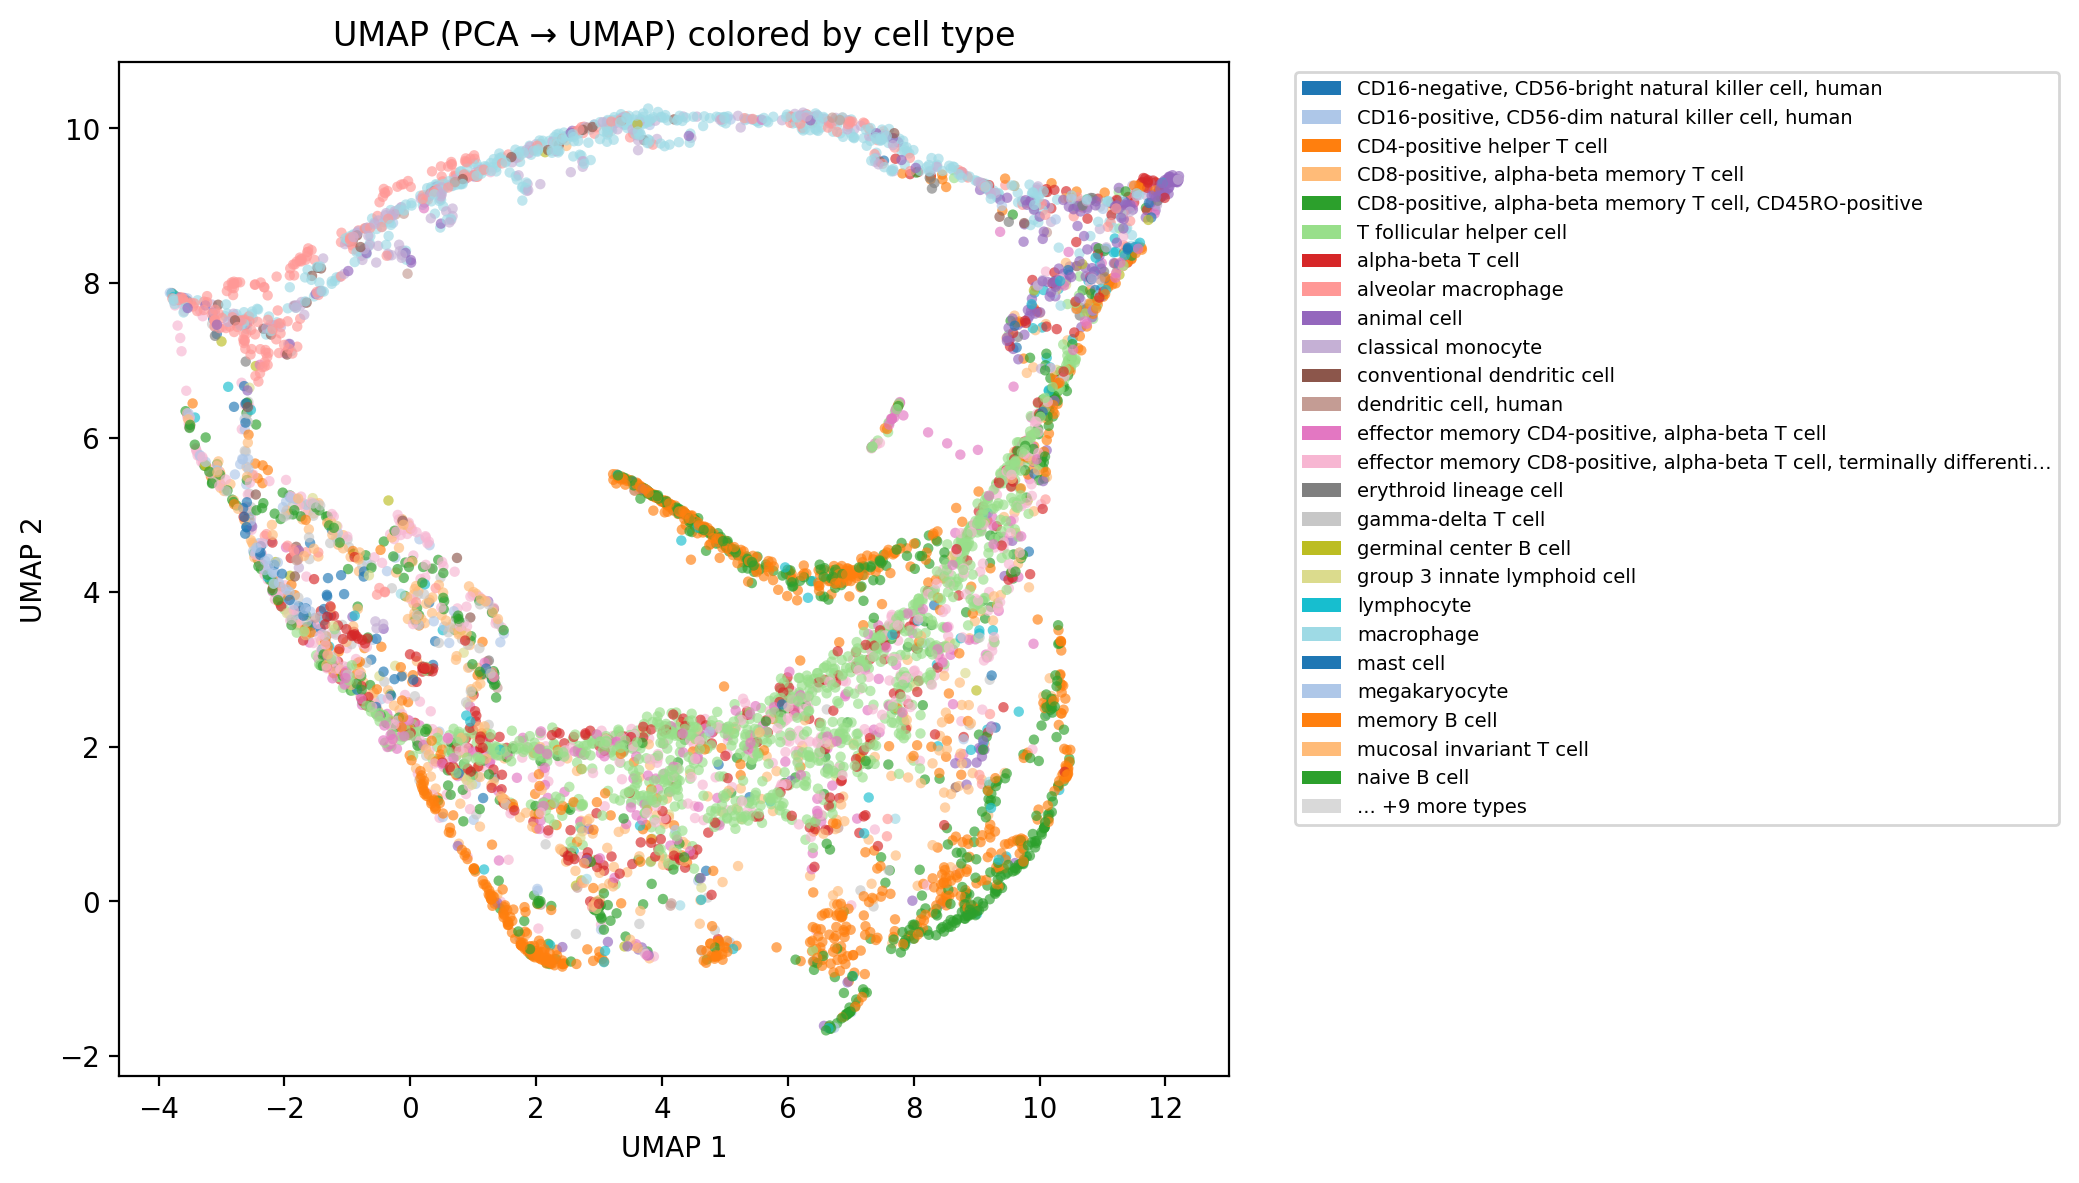 UMAP (PCA → UMAP) colored by cell type
10
8
6
4
2
0
−2
UMAP 2
−4
−2
0
2
4
6
8
10
12
UMAP 1
CD16-negative, CD56-bright natural killer cell, human
CD16-positive, CD56-dim natural killer cell, human
CD4-positive helper T cell
CD8-positive, alpha-beta memory T cell
CD8-positive, alpha-beta memory T cell, CD45RO-positive
T follicular helper cell
alpha-beta T cell
alveolar macrophage
animal cell
classical monocyte
conventional dendritic cell
dendritic cell, human
effector memory CD4-positive, alpha-beta T cell
effector memory CD8-positive, alpha-beta T cell, terminally differenti...
erythroid lineage cell
gamma-delta T cell
germinal center B cell
group 3 innate lymphoid cell
lymphocyte
macrophage
mast cell
megakaryocyte
memory B cell
mucosal invariant T cell
naive B cell
... +9 more types